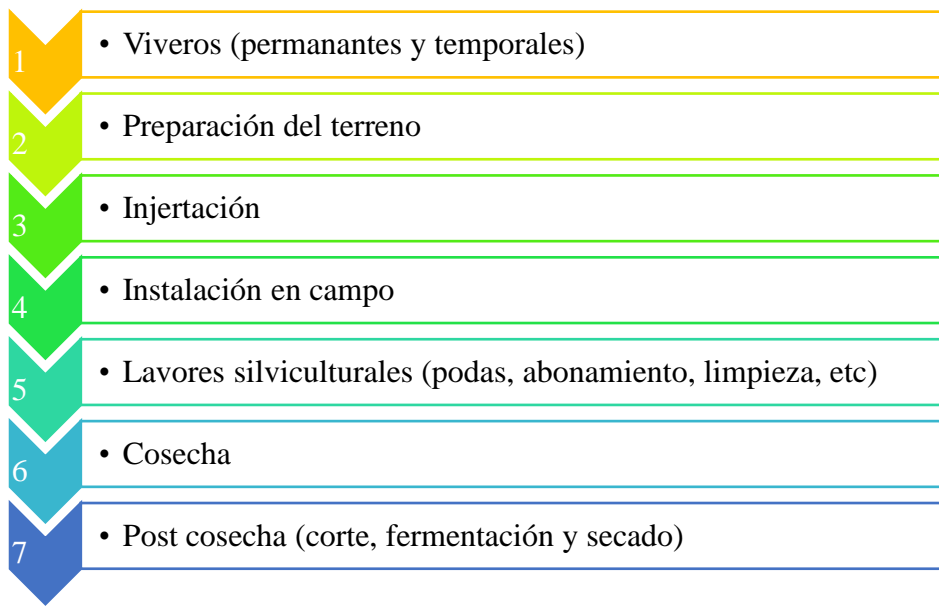 1 • Viveros (permanantes y temporales)
2 • Preparación del terreno
3 • Injertación
4 • Instalación en campo
5 • Lavores silviculturales (podas, abonamiento, limpieza, etc)
6 • Cosecha
7 • Post cosecha (corte, fermentación y secado)